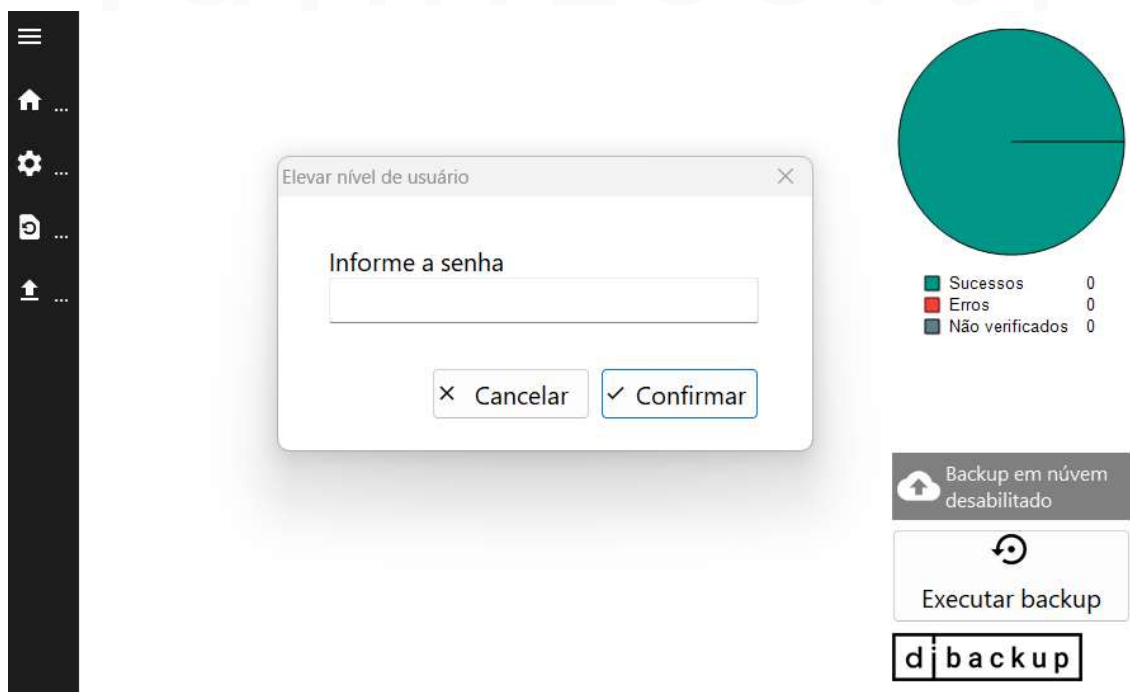 Elevar nível de usuário
Informe a senha
Cancelar
Confirmar
...
...
...
...
Sucessos 0
Erros 0
Não verificados 0
Backup em núvem
desabilitado
Executar backup
djbackup